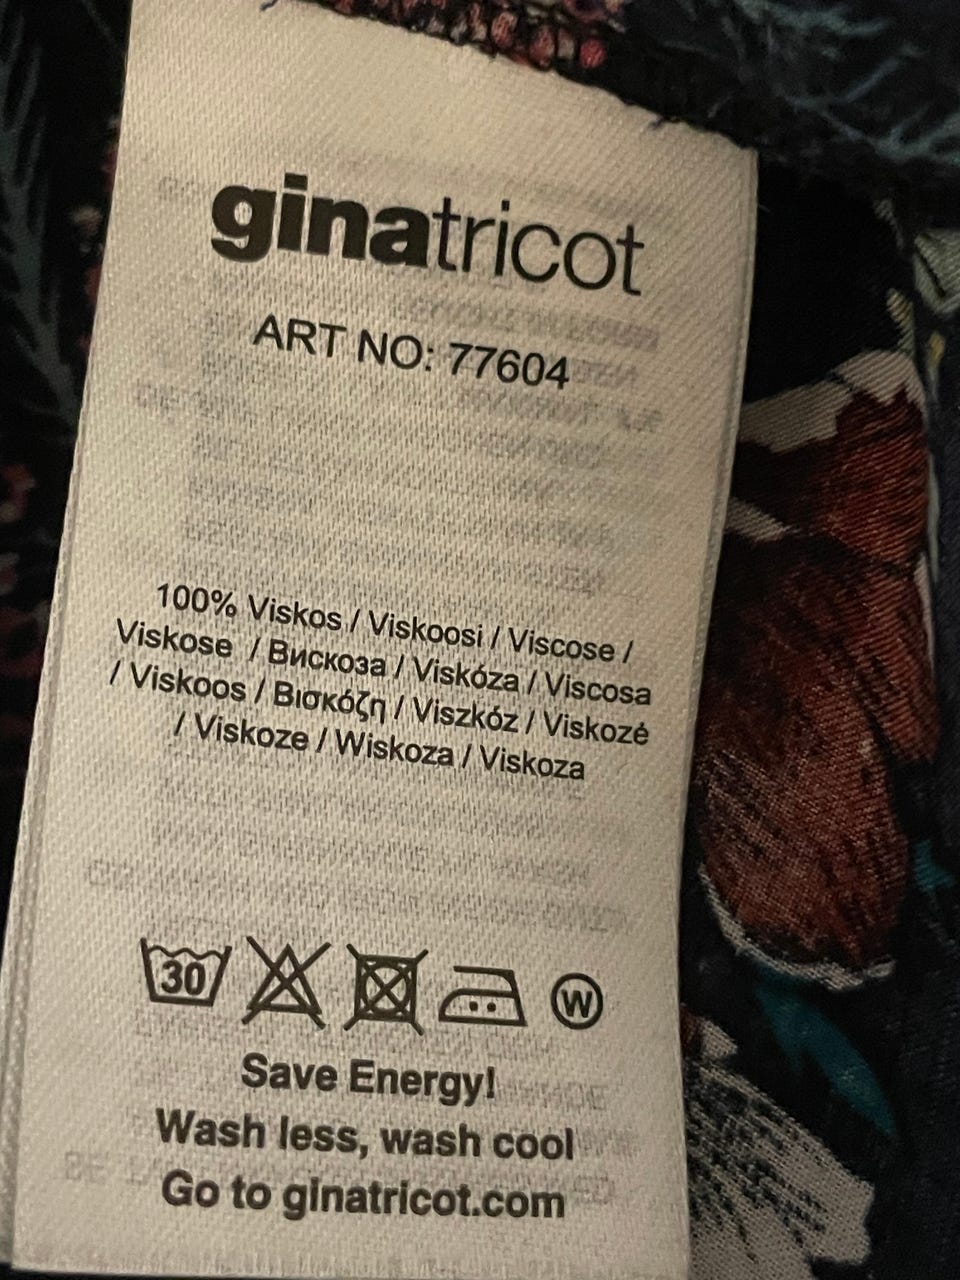 ginatricot
ART NO: 77604
100% Viskos / Viskoosi / Viscose /
Viskose / Вискоза / Viskóza / Viscosa
/ Viskoos / Βισκόζη / Viszkóz / Viskozė
/ Viskoze / Wiskoza / Viskoza
30 W
Save Energy!
Wash less, wash cool
Go to ginatricot.com